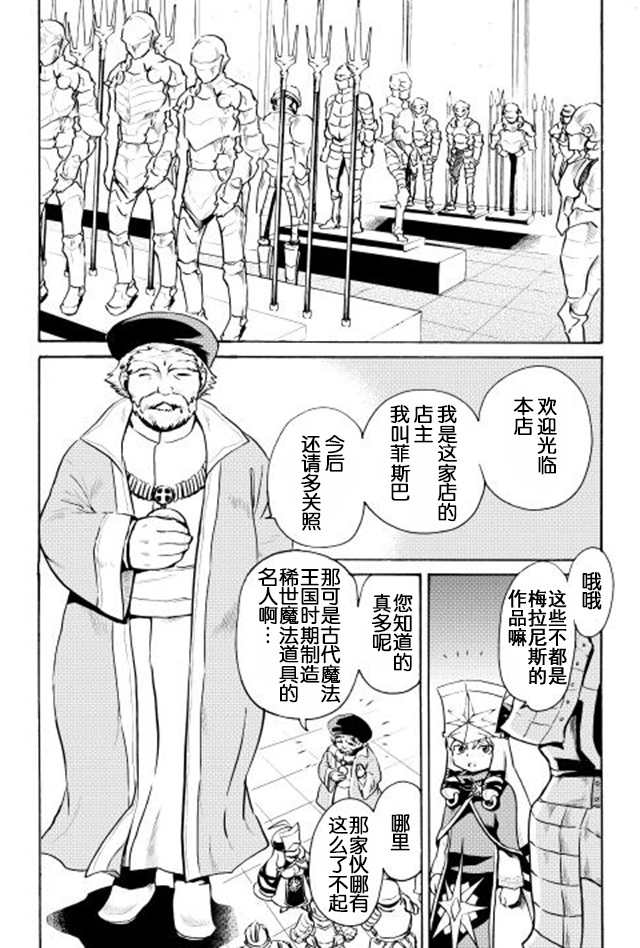 欢迎光临
本店
我是这家店的
店主
我叫菲斯巴
今后
还请多关照
哦哦
这些不都是
梅拉尼斯的
作品嘛
您知道的
真多呢
那可是古代魔法
王国时期制造
稀世魔法道具的
名人啊…
哪里
那家伙哪有
这么了不起